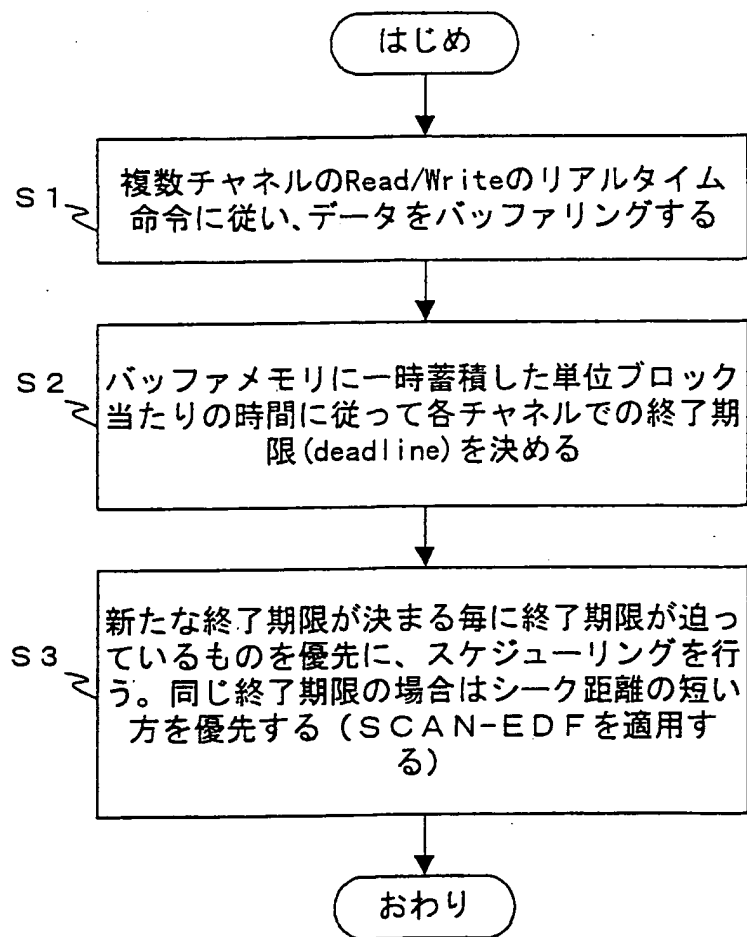 はじめ
S1
複数チャネルのRead/Writeのリアルタイム
命令に従い、データをバッファリングする
S2
バッファメモリに一時蓄積した単位ブロック
当たりの時間に従って各チャネルでの終了期
限(deadline)を決める
S3
新たな終了期限が決まる毎に終了期限が迫っ
ているものを優先に、スケジューリングを行
う。同じ終了期限の場合はシーク距離の短い
方を優先する(SCAN-EDFを適用す
る)
おわり